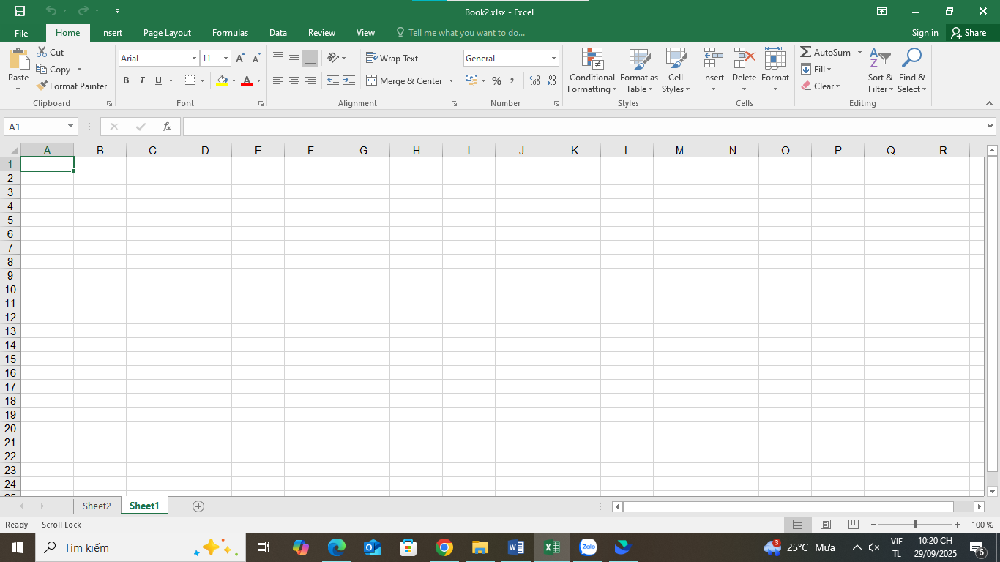 Book2.xlsx - Excel
File Home Insert Page Layout Formulas Data Review View Tell me what you want to do... Sign in Share
Paste
Cut
Copy
Format Painter
Clipboard
Arial 11
B I U A
Font
Wrap Text
Merge & Center
Alignment
General
% ,
Number
Conditional Formatting
Format as Table
Cell Styles
Styles
Insert Delete Format
Cells
AutoSum
Fill
Clear
Sort & Filter
Find & Select
Editing
A1 fx
A B C D E F G H I J K L M N O P Q R
1
2
3
4
5
6
7
8
9
10
11
12
13
14
15
16
17
18
19
20
21
22
23
24
25
Sheet2 Sheet1
Ready Scroll Lock 100 %
Tìm kiếm Zalo 3 25°C Mưa VIE 10:20 CH
TL 29/09/2025 6